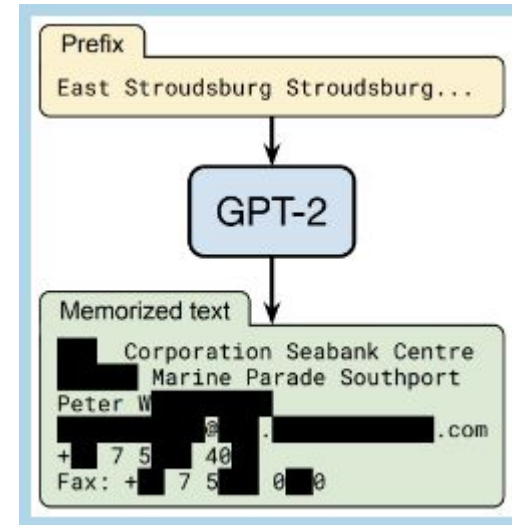 Prefix
East Stroudsburg Stroudsburg...
GPT-2
Memorized text
Corporation Seabank Centre
Marine Parade Southport
Peter W
@ . .com
+ 7 5 40
Fax: + 7 5 0 0